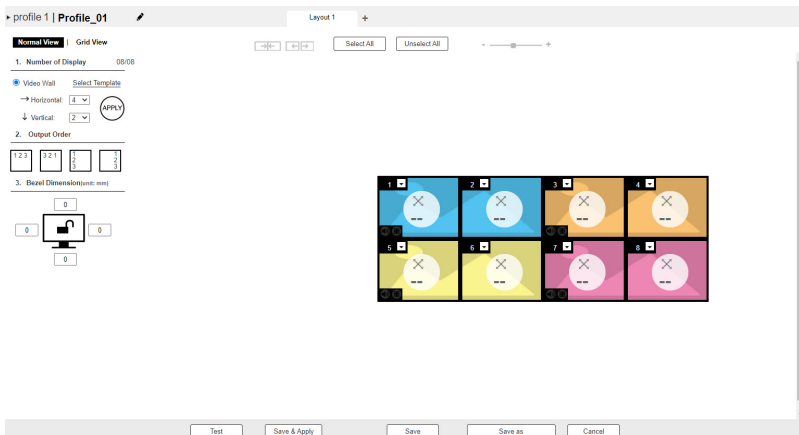 profile 1 | Profile_01
Layout 1 +
Normal View | Grid View
Select All Unselect All - +
1. Number of Display 08/08
Video Wall Select Template
→ Horizontal: 4
APPLY
↓ Vertical: 2
2. Output Order
1 2 3 3 2 1 1 2 3 1 2 3
3. Bezel Dimension(unit: mm)
0
0 0
0
1 2 3 4
-- -- -- --
5 6 7 8
-- -- -- --
Test Save & Apply Save Save as Cancel